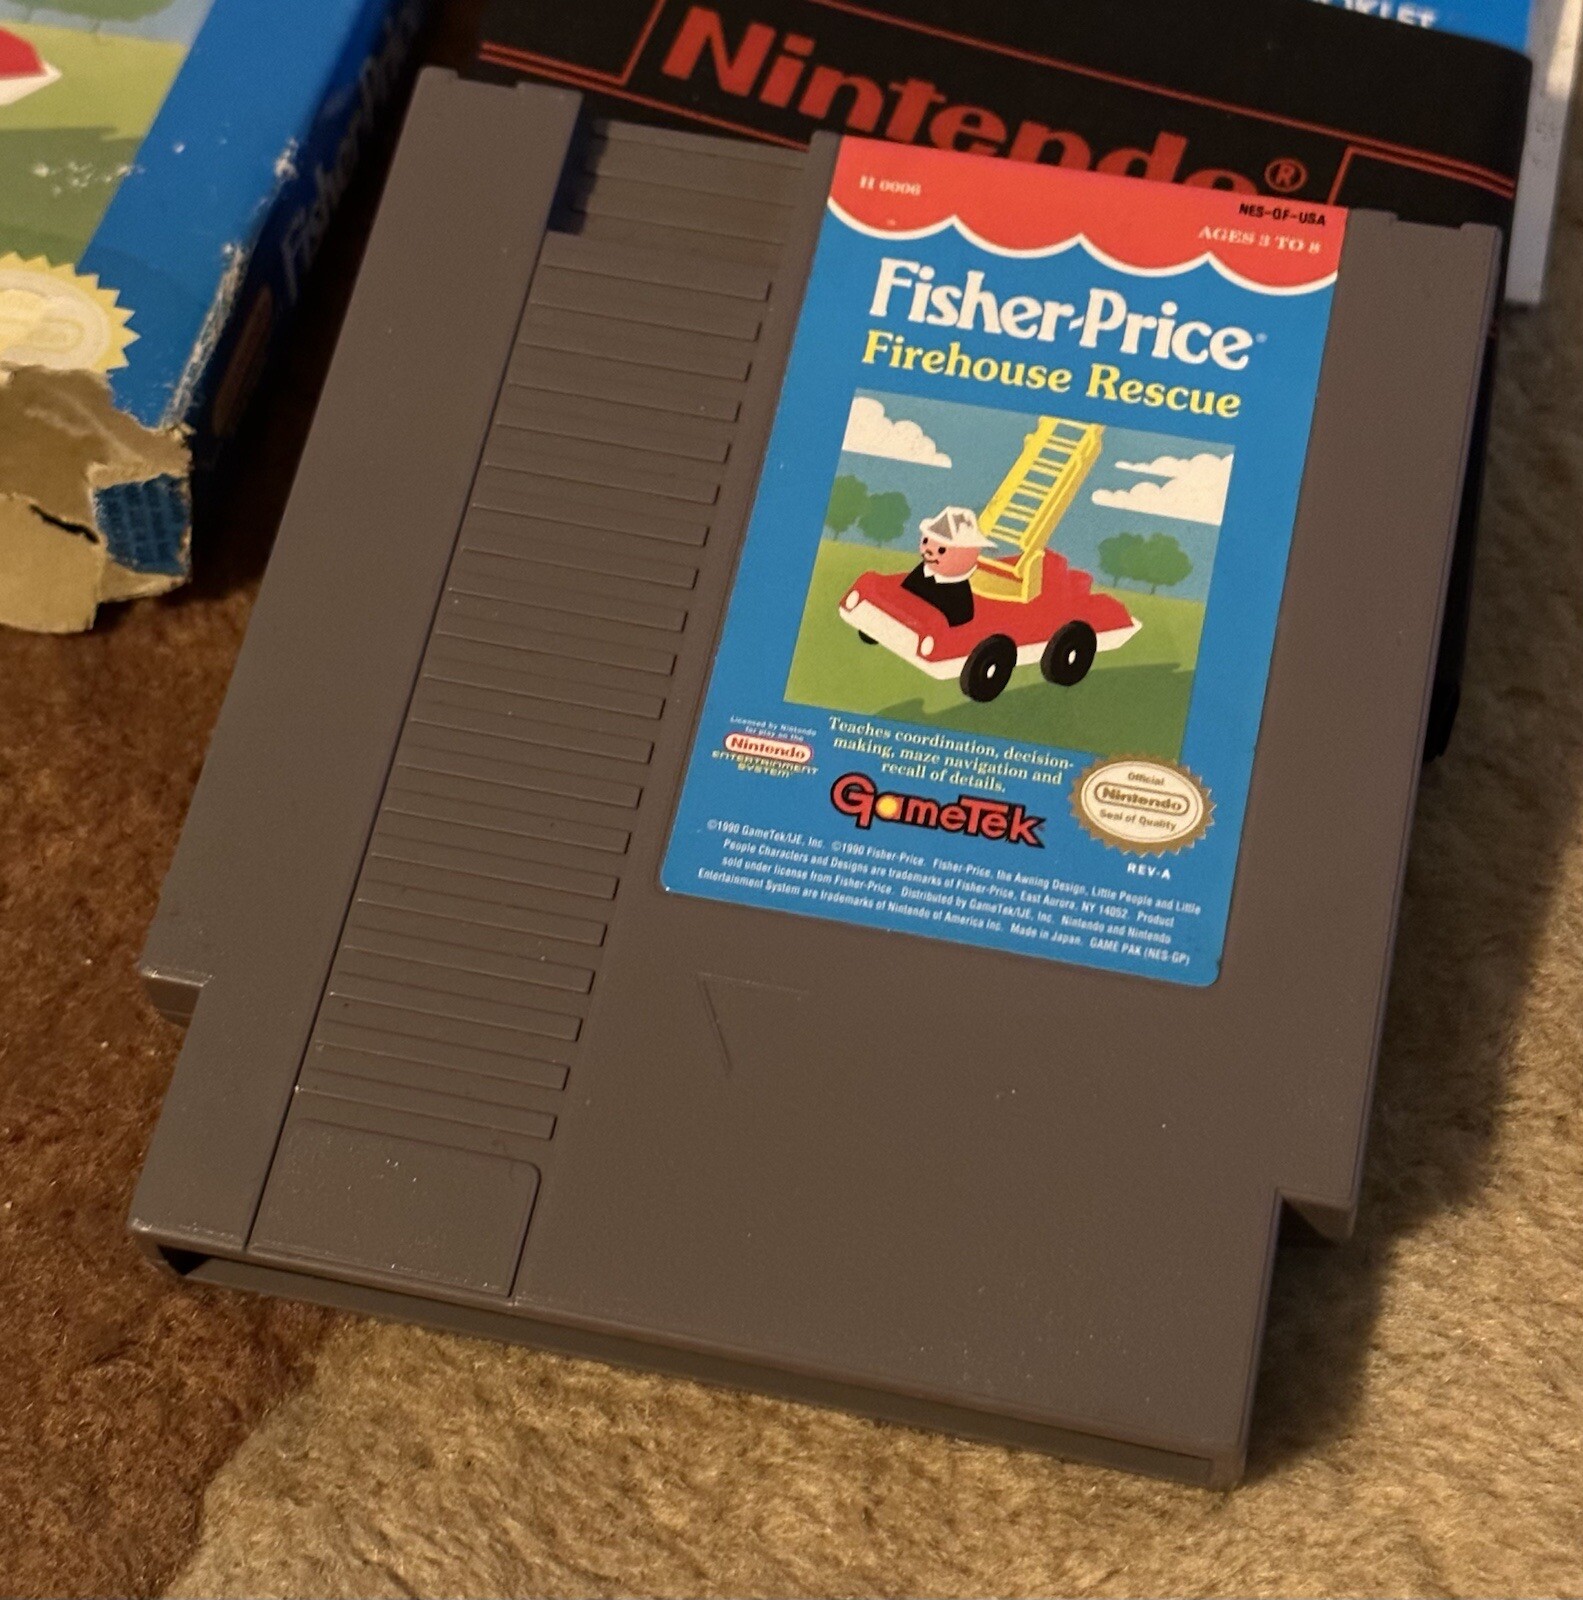 Nintendo®
Fisher-Price
H 0006
NES-GF-USA
AGES 3 TO 8
Fisher-Price®
Firehouse Rescue
Licensed by Nintendo
for play on the
Nintendo
ENTERTAINMENT
SYSTEM™
Teaches coordination, decision-
making, maze navigation and
recall of details.
GameTek
Official
Nintendo
Seal of Quality
REV-A
©1990 GameTek/IJE, Inc. ©1990 Fisher-Price. Fisher-Price, the Awning Design, Little People and Little
People Characters and Designs are trademarks of Fisher-Price, East Aurora, NY 14052. Product
sold under license from Fisher-Price. Distributed by GameTek/IJE, Inc. Nintendo and Nintendo
Entertainment System are trademarks of Nintendo of America Inc. Made in Japan. GAME PAK (NES-GP)